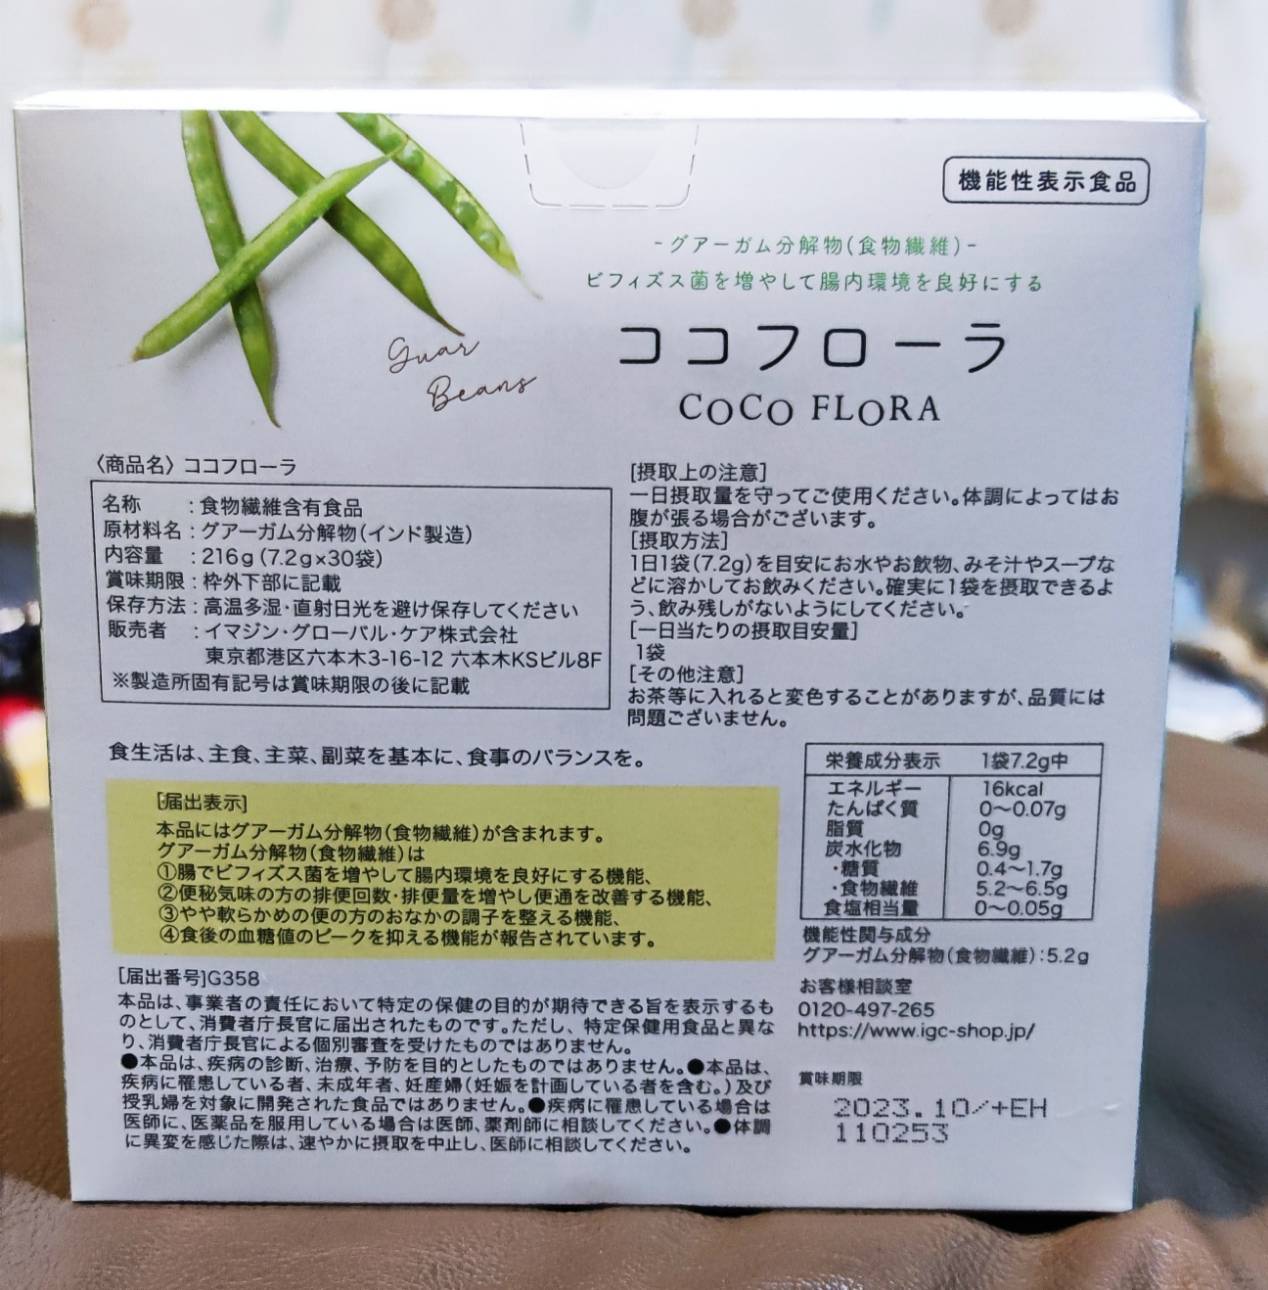 機能性表示食品
-グアーガム分解物(食物繊維)-
ビフィズス菌を増やして腸内環境を良好にする
ココフローラ
COCO FLORA
Guar
Beans
〈商品名〉ココフローラ
名称 :食物繊維含有食品
原材料名:グアーガム分解物(インド製造)
内容量 :216g(7.2g×30袋)
賞味期限:枠外下部に記載
保存方法:高温多湿・直射日光を避け保存してください
販売者 :イマジン・グローバル・ケア株式会社
東京都港区六本木3-16-12 六本木KSビル8F
※製造所固有記号は賞味期限の後に記載
[摂取上の注意]
一日摂取量を守ってご使用ください。体調によってはお
腹が張る場合がございます。
[摂取方法]
1日1袋(7.2g)を目安にお水やお飲物、みそ汁やスープな
どに溶かしてお飲みください。確実に1袋を摂取できるよ
う、飲み残しがないようにしてください。
[一日当たりの摂取目安量]
1袋
[その他注意]
お茶等に入れると変色することがありますが、品質には
問題ございません。
食生活は、主食、主菜、副菜を基本に、食事のバランスを。
[届出表示]
本品にはグアーガム分解物(食物繊維)が含まれます。
グアーガム分解物(食物繊維)は
①腸でビフィズス菌を増やして腸内環境を良好にする機能、
②便秘気味の方の排便回数・排便量を増やし便通を改善する機能、
③やや軟らかめの便の方のおなかの調子を整える機能、
④食後の血糖値のピークを抑える機能が報告されています。
[届出番号]G358
本品は、事業者の責任において特定の保健の目的が期待できる旨を表示するも
のとして、消費者庁長官に届出されたものです。ただし、特定保健用食品と異な
り、消費者庁長官による個別審査を受けたものではありません。
●本品は、疾病の診断、治療、予防を目的としたものではありません。●本品は、
疾病に罹患している者、未成年者、妊産婦(妊娠を計画している者を含む。)及び
授乳婦を対象に開発された食品ではありません。●疾病に罹患している場合は
医師に、医薬品を服用している場合は医師、薬剤師に相談してください。●体調
に異変を感じた際は、速やかに摂取を中止し、医師に相談してください。
栄養成分表示 1袋7.2g中
エネルギー 16kcal
たんぱく質 0〜0.07g
脂質 0g
炭水化物 6.9g
・糖質 0.4〜1.7g
・食物繊維 5.2〜6.5g
食塩相当量 0〜0.05g
機能性関与成分
グアーガム分解物(食物繊維):5.2g
お客様相談室
0120-497-265
https://www.igc-shop.jp/
賞味期限
2023.10/+EH
110253